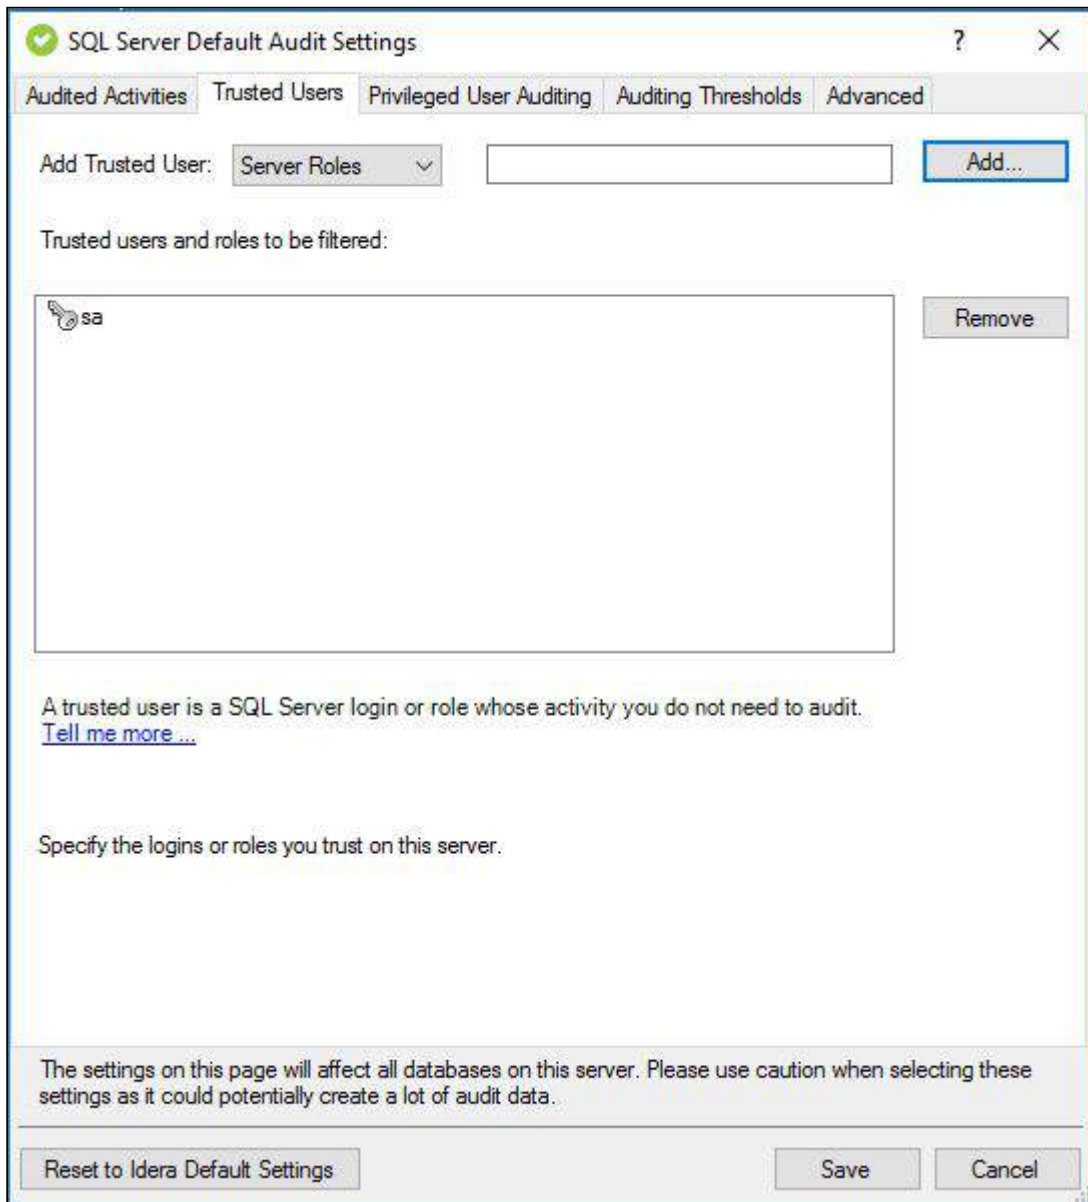 SQL Server Default Audit Settings ?
Audited Activities Trusted Users Privileged User Auditing Auditing Thresholds Advanced
Add Trusted User: Server Roles Add...
Trusted users and roles to be filtered:
sa
Remove
A trusted user is a SQL Server login or role whose activity you do not need to audit.
Tell me more ...
Specify the logins or roles you trust on this server.
The settings on this page will affect all databases on this server. Please use caution when selecting these
settings as it could potentially create a lot of audit data.
Reset to Idera Default Settings Save Cancel